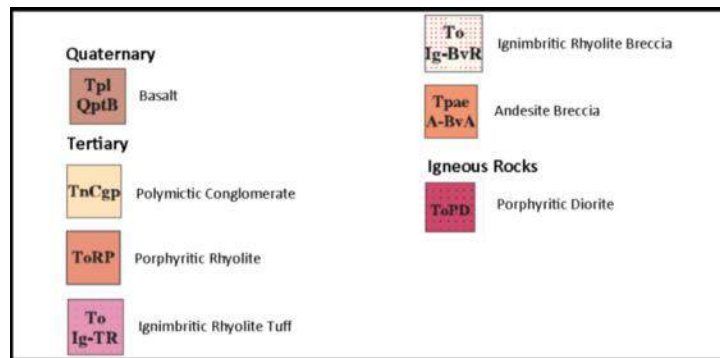 Quaternary
Tpl
QptB
Basalt
Tertiary
TnCgp
Polymictic Conglomerate
ToRP
Porphyritic Rhyolite
To
Ig-TR
Ignimbritic Rhyolite Tuff
To
Ig-BvR
Ignimbritic Rhyolite Breccia
Tpae
A-BvA
Andesite Breccia
Igneous Rocks
ToPD
Porphyritic Diorite